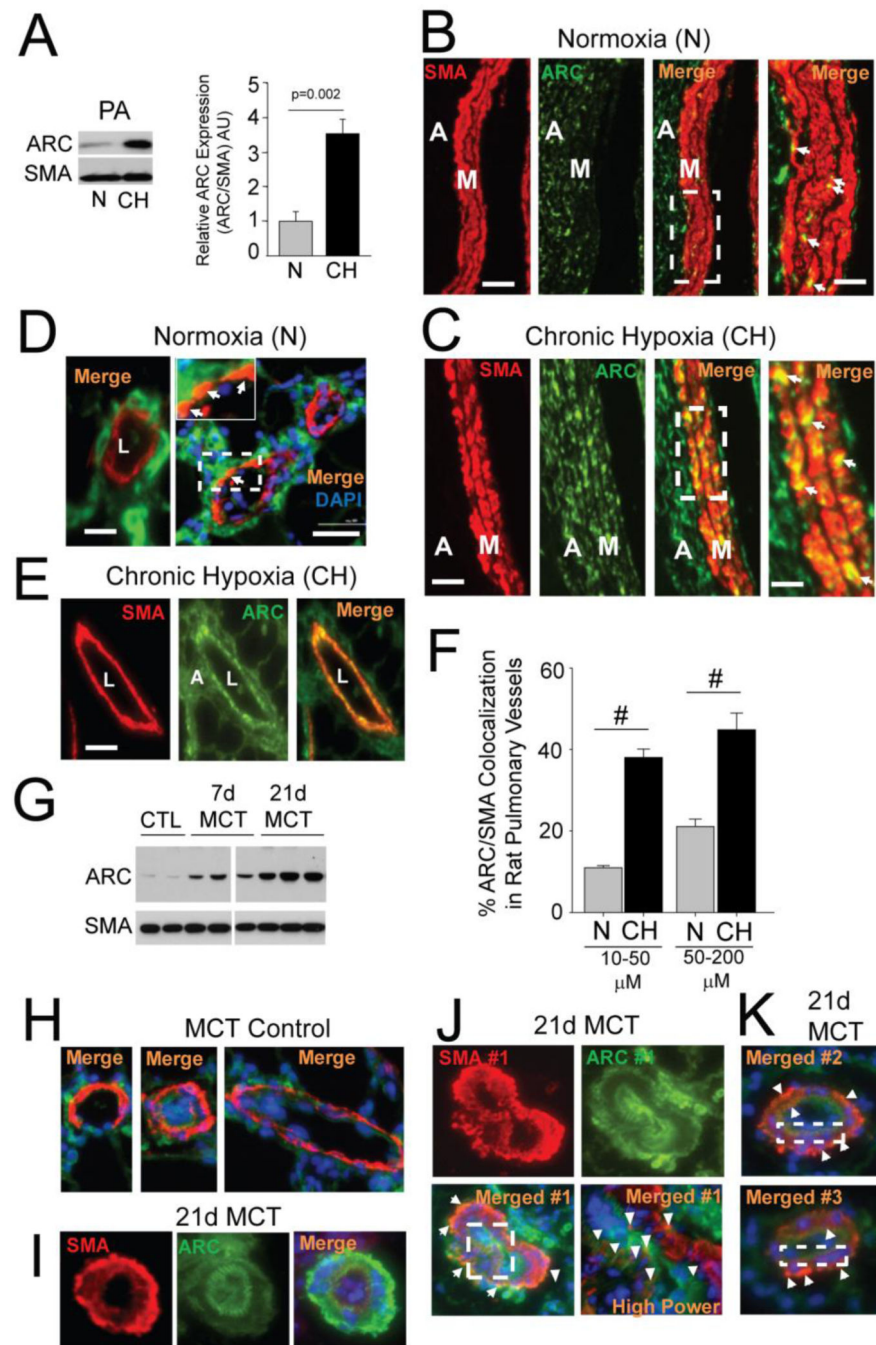 A
PA
ARC
SMA
N CH
Relative ARC Expression
(ARC/SMA) AU
5
4
3
2
1
0
p=0.002
N CH
B
Normoxia (N)
SMA
ARC
Merge
Merge
A
M
A
M
A
M
C
Chronic Hypoxia (CH)
SMA
ARC
Merge
Merge
A M
A M
A M
D
Normoxia (N)
Merge
L
Merge
DAPI
E
Chronic Hypoxia (CH)
SMA
ARC
Merge
L
A L
F
% ARC/SMA Colocalization
in Rat Pulmonary Vessels
60
40
20
0
#
#
N CH N CH
10-50 50-200
μM μM
G
7d 21d
CTL MCT MCT
ARC
SMA
H
MCT Control
Merge
Merge
Merge
I
21d MCT
SMA
ARC
Merge
J
21d MCT
SMA #1
ARC #1
Merged #1
Merged #1
High Power
K
21d
MCT
Merged #2
Merged #3